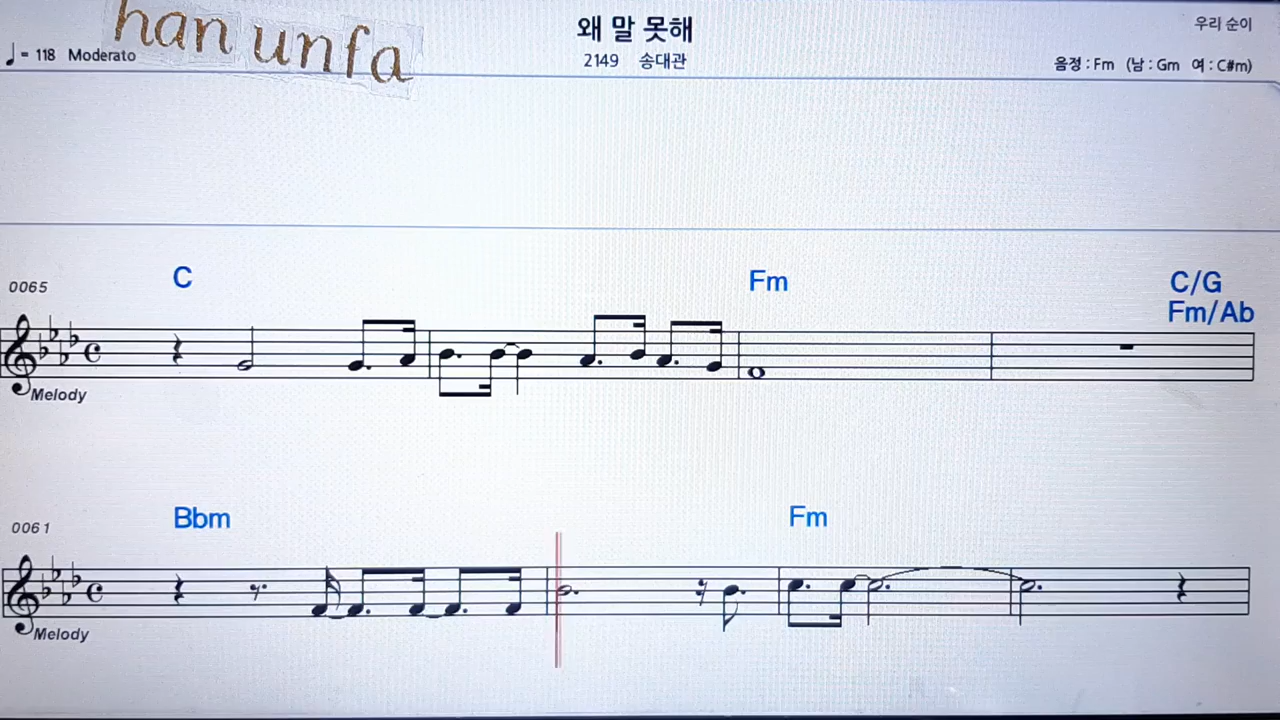 han unfa
왜 말 못해
우리 순이
♩= 118 Moderato
2149 송대관
음정 : Fm (남 : Gm 여 : C#m)
C
Fm
C/G
Fm/Ab
0065
Melody
Bbm
Fm
0061
Melody